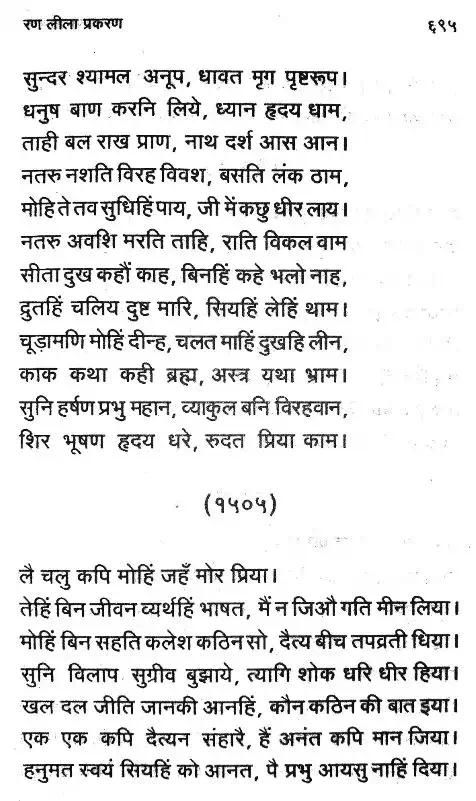 रण लीला प्रकरण ६९५
सुन्दर श्यामल अनूप, धावत मृग पृष्टरूप।
धनुष बाण करनि लिये, ध्यान हृदय धाम,
ताही बल राख प्राण, नाथ दर्श आस आन।
नतरु नशति विरह विवश, बसति लंक ठाम,
मोहि ते तव सुधिहिं पाय, जी में कछु धीर लाय।
नतरु अवशि मरति ताहि, राति विकल वाम
सीता दुख कहौं काह, बिनहिं कहे भलो नाह,
द्रुतहिं चलिय दुष्ट मारि, सियहिं लेहिं थाम।
चूड़ामणि मोहिं दीन्ह, चलत माहिं दुखहि लीन,
काक कथा कही ब्रह्म, अस्त्र यथा भ्राम।
सुनि हर्षण प्रभु महान, व्याकुल बनि विरहवान,
शिर भूषण हृदय धरे, रुदत प्रिया काम।
(१५०५)
लै चलु कपि मोहिं जहँ मोर प्रिया।
तेहिं बिन जीवन व्यर्थहिं भाषत, मैं न जिऔ गति मीन लिया।
मोहिं बिन सहति कलेश कठिन सो, दैत्य बीच तपव्रती धिया।
सुनि विलाप सुग्रीव बुझाये, त्यागि शोक धरि धीर हिया।
खल दल जीति जानकी आनहिं, कौन कठिन की बात इया।
एक एक कपि दैत्यन संहारै, हैं अनंत कपि मान जिया।
हनुमत स्वयं सियहिं को आनत, पै प्रभु आयसु नाहिं दिया।